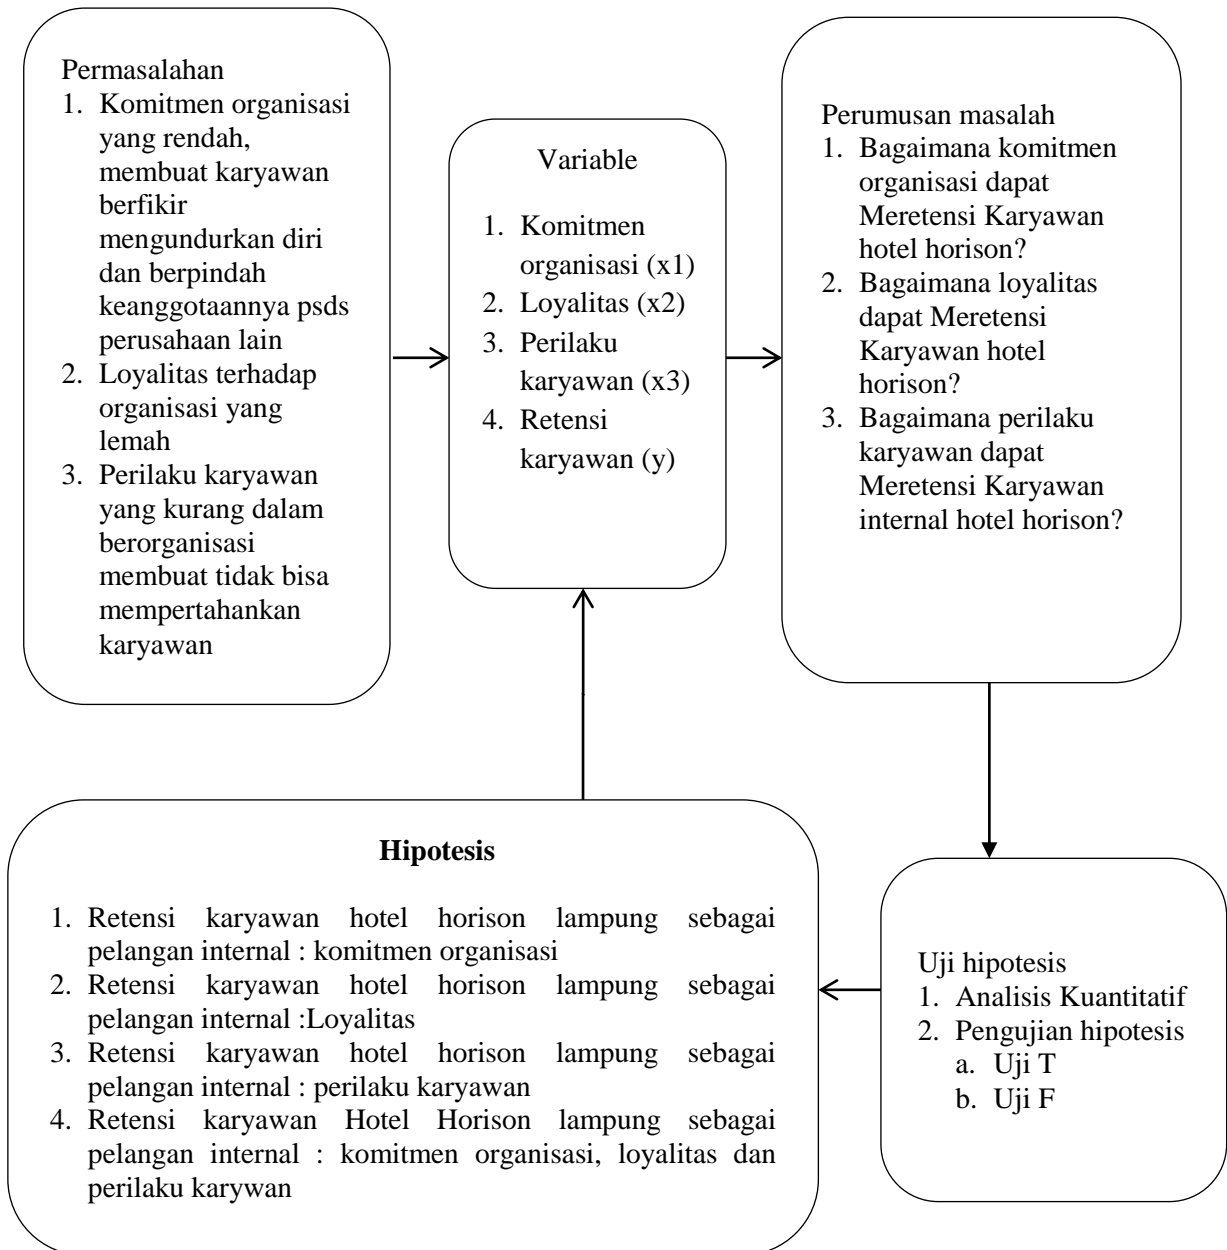 Permasalahan
1. Komitmen organisasi
yang rendah,
membuat karyawan
berfikir
mengundurkan diri
dan berpindah
keanggotaannya psds
perusahaan lain
2. Loyalitas terhadap
organisasi yang
lemah
3. Perilaku karyawan
yang kurang dalam
berorganisasi
membuat tidak bisa
mempertahankan
karyawan
Variable
1. Komitmen
organisasi (x1)
2. Loyalitas (x2)
3. Perilaku
karyawan (x3)
4. Retensi
karyawan (y)
Perumusan masalah
1. Bagaimana komitmen
organisasi dapat
Meretensi Karyawan
hotel horison?
2. Bagaimana loyalitas
dapat Meretensi
Karyawan hotel
horison?
3. Bagaimana perilaku
karyawan dapat
Meretensi Karyawan
internal hotel horison?
Hipotesis
1. Retensi karyawan hotel horison lampung sebagai
pelangan internal : komitmen organisasi
2. Retensi karyawan hotel horison lampung sebagai
pelangan internal :Loyalitas
3. Retensi karyawan hotel horison lampung sebagai
pelangan internal : perilaku karyawan
4. Retensi karyawan Hotel Horison lampung sebagai
pelangan internal : komitmen organisasi, loyalitas dan
perilaku karywan
Uji hipotesis
1. Analisis Kuantitatif
2. Pengujian hipotesis
a. Uji T
b. Uji F